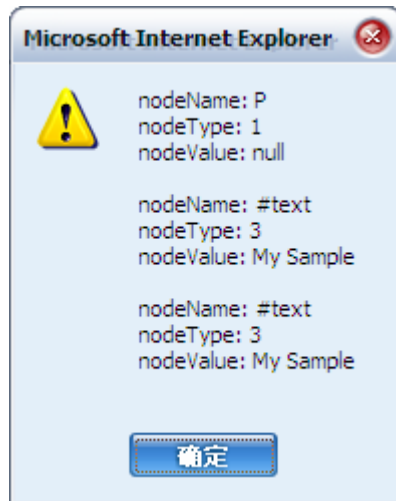 Microsoft Internet Explorer
nodeName: P
nodeType: 1
nodeValue: null
nodeName: #text
nodeType: 3
nodeValue: My Sample
nodeName: #text
nodeType: 3
nodeValue: My Sample
确定